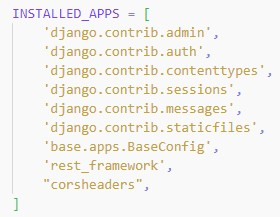 INSTALLED_APPS = [
    'django.contrib.admin',
    'django.contrib.auth',
    'django.contrib.contenttypes',
    'django.contrib.sessions',
    'django.contrib.messages',
    'django.contrib.staticfiles',
    'base.apps.BaseConfig',
    'rest_framework',
    "corsheaders",
]